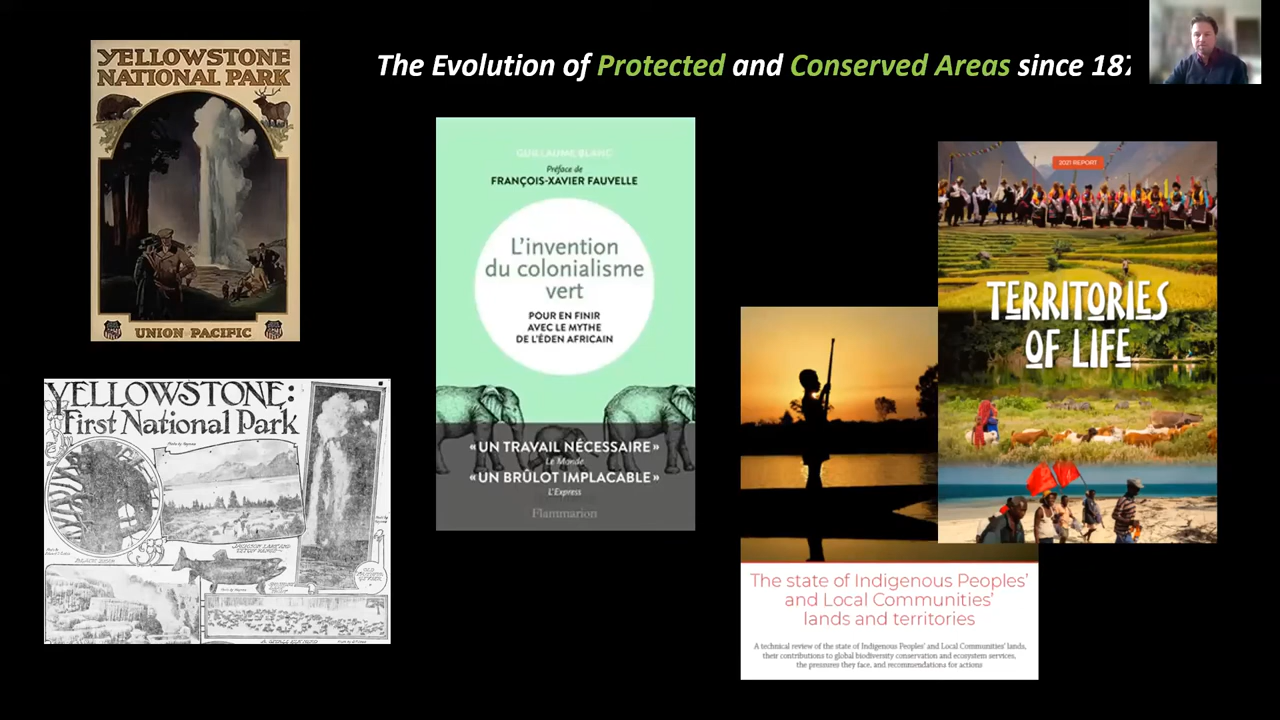 The Evolution of Protected and Conserved Areas since 187
YELLOWSTONE
NATIONAL PARK
UNION PACIFIC
YELLOWSTONE:
First National Park
GUILLAUME BLANC
Préface de
FRANÇOIS-XAVIER FAUVELLE
L'invention
du colonialisme
vert
POUR EN FINIR
AVEC LE MYTHE
DE L'ÉDEN AFRICAIN
«UN TRAVAIL NÉCESSAIRE»
Le Monde
«UN BRÛLOT IMPLACABLE»
L'Express
Flammarion
The state of Indigenous Peoples'
and Local Communities'
lands and territories
A technical review of the state of Indigenous Peoples' and Local Communities' lands,
their contributions to global biodiversity conservation and ecosystem services,
the pressures they face, and recommendations for actions
2021 REPORT
TERRITORIES
OF LIFE